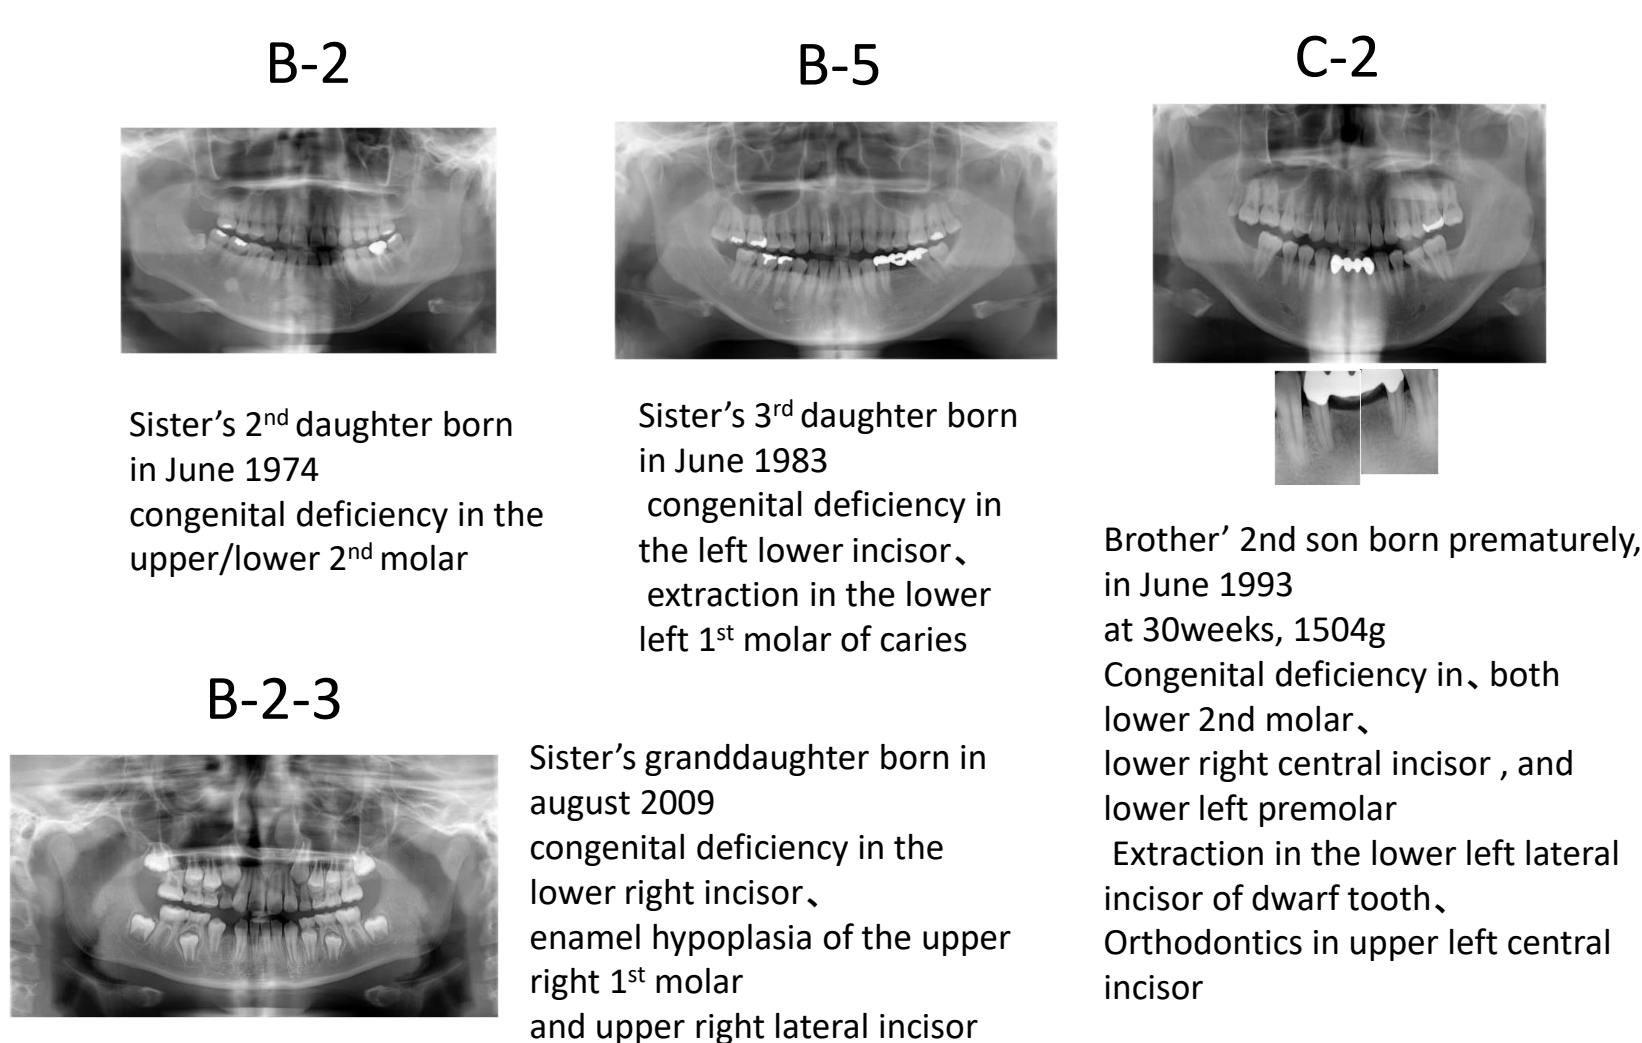 B-2
Sister’s 2nd daughter born
in June 1974
congenital deficiency in the
upper/lower 2nd molar
B-5
Sister’s 3rd daughter born
in June 1983
congenital deficiency in
the left lower incisor、
extraction in the lower
left 1st molar of caries
C-2
Brother’ 2nd son born prematurely,
in June 1993
at 30weeks, 1504g
Congenital deficiency in、both
lower 2nd molar、
lower right central incisor , and
lower left premolar
Extraction in the lower left lateral
incisor of dwarf tooth、
Orthodontics in upper left central
incisor
B-2-3
Sister’s granddaughter born in
august 2009
congenital deficiency in the
lower right incisor、
enamel hypoplasia of the upper
right 1st molar
and upper right lateral incisor